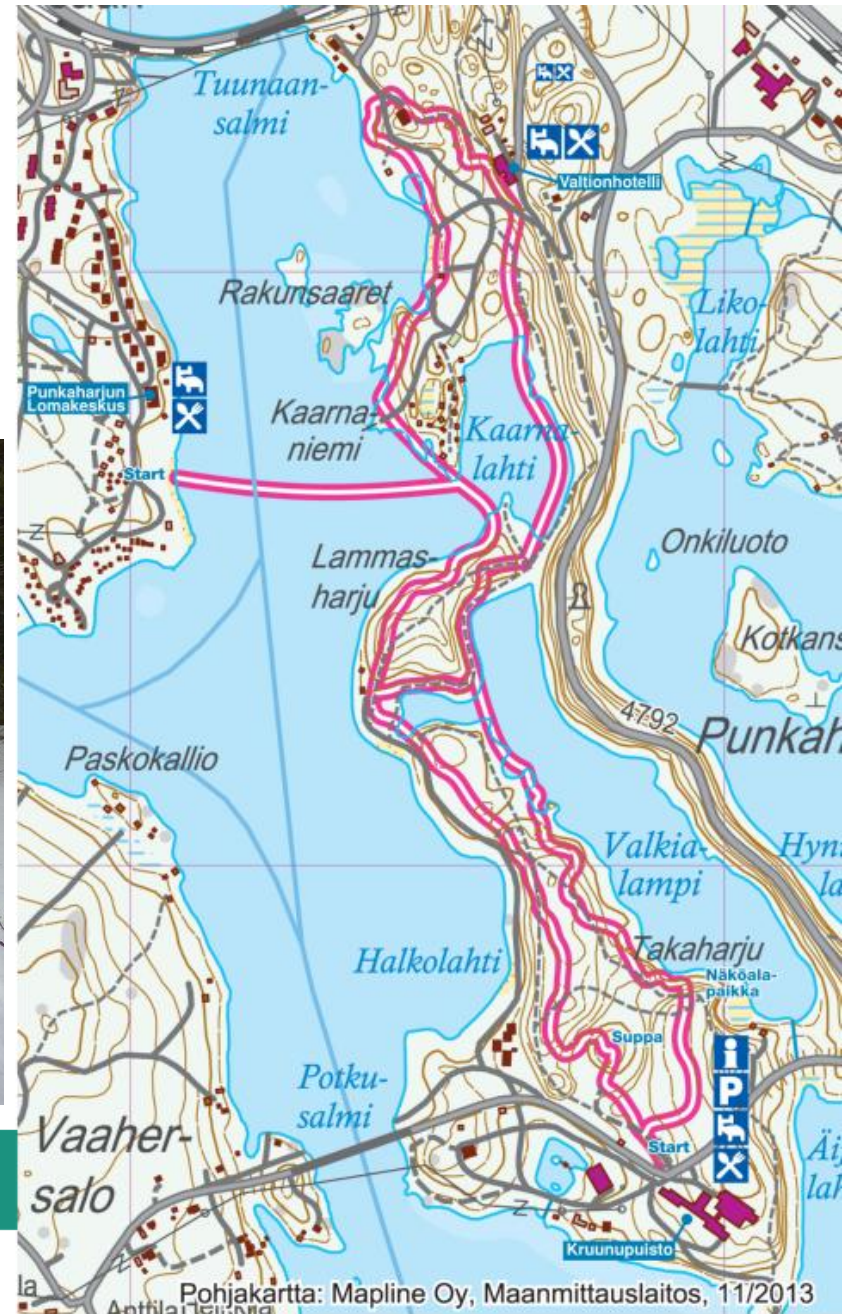 Tuunaan-
salmi
Valtionhotelli
Rakunsaaret
Liko-
lahti
Punkaharjun
Lomakeskus
Kaarna-
niemi
Kaarna-
lahti
Start
Lammas-
harju
Onkiluoto
Kotkans
4792
Punkah
Paskokallio
Valkia-
lampi
Takaharju
Halkolahti
Näköala-
paikka
Suppa
i
P
Potku-
salmi
Vaaher-
salo
Start
lah
Kruunupuisto
Pohjakartta: Mapline Oy, Maanmittauslaitos, 11/2013